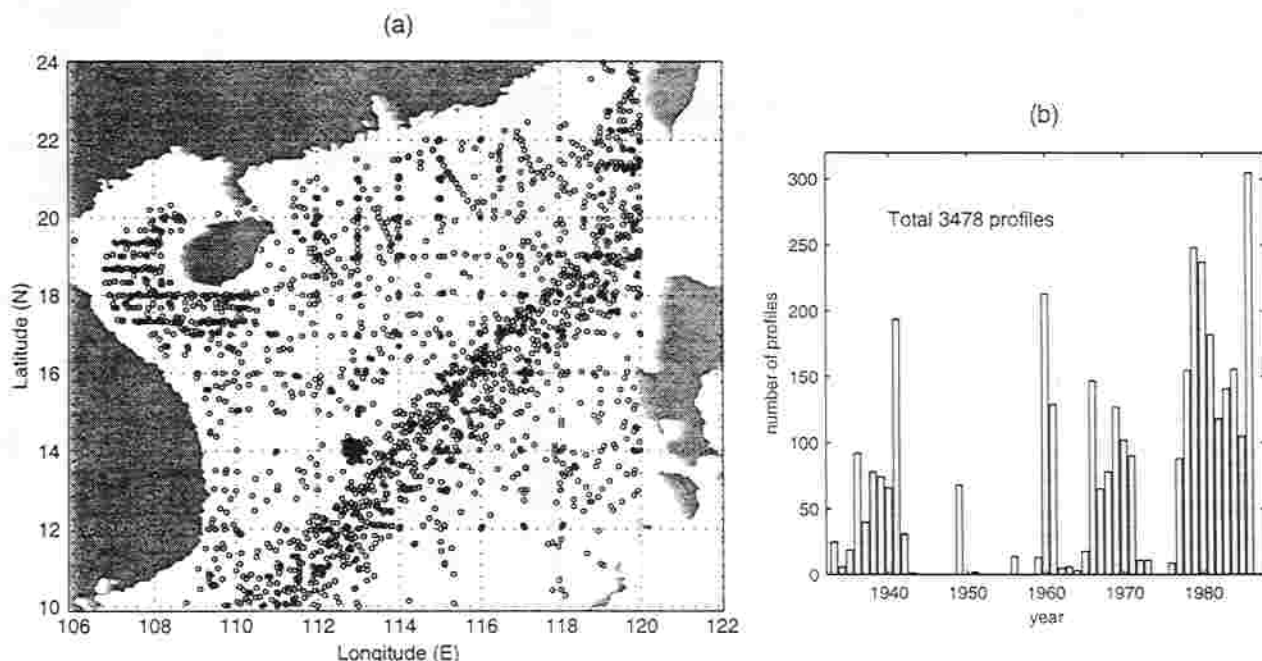 (a)
24
22
20
18
16
14
12
10
Latitude (N)
106 108 110 112 114 116 118 120 122
Longitude (E)
(b)
300
250
200
150
100
50
0
number of profiles
Total 3478 profiles
1940 1950 1960 1970 1980
year